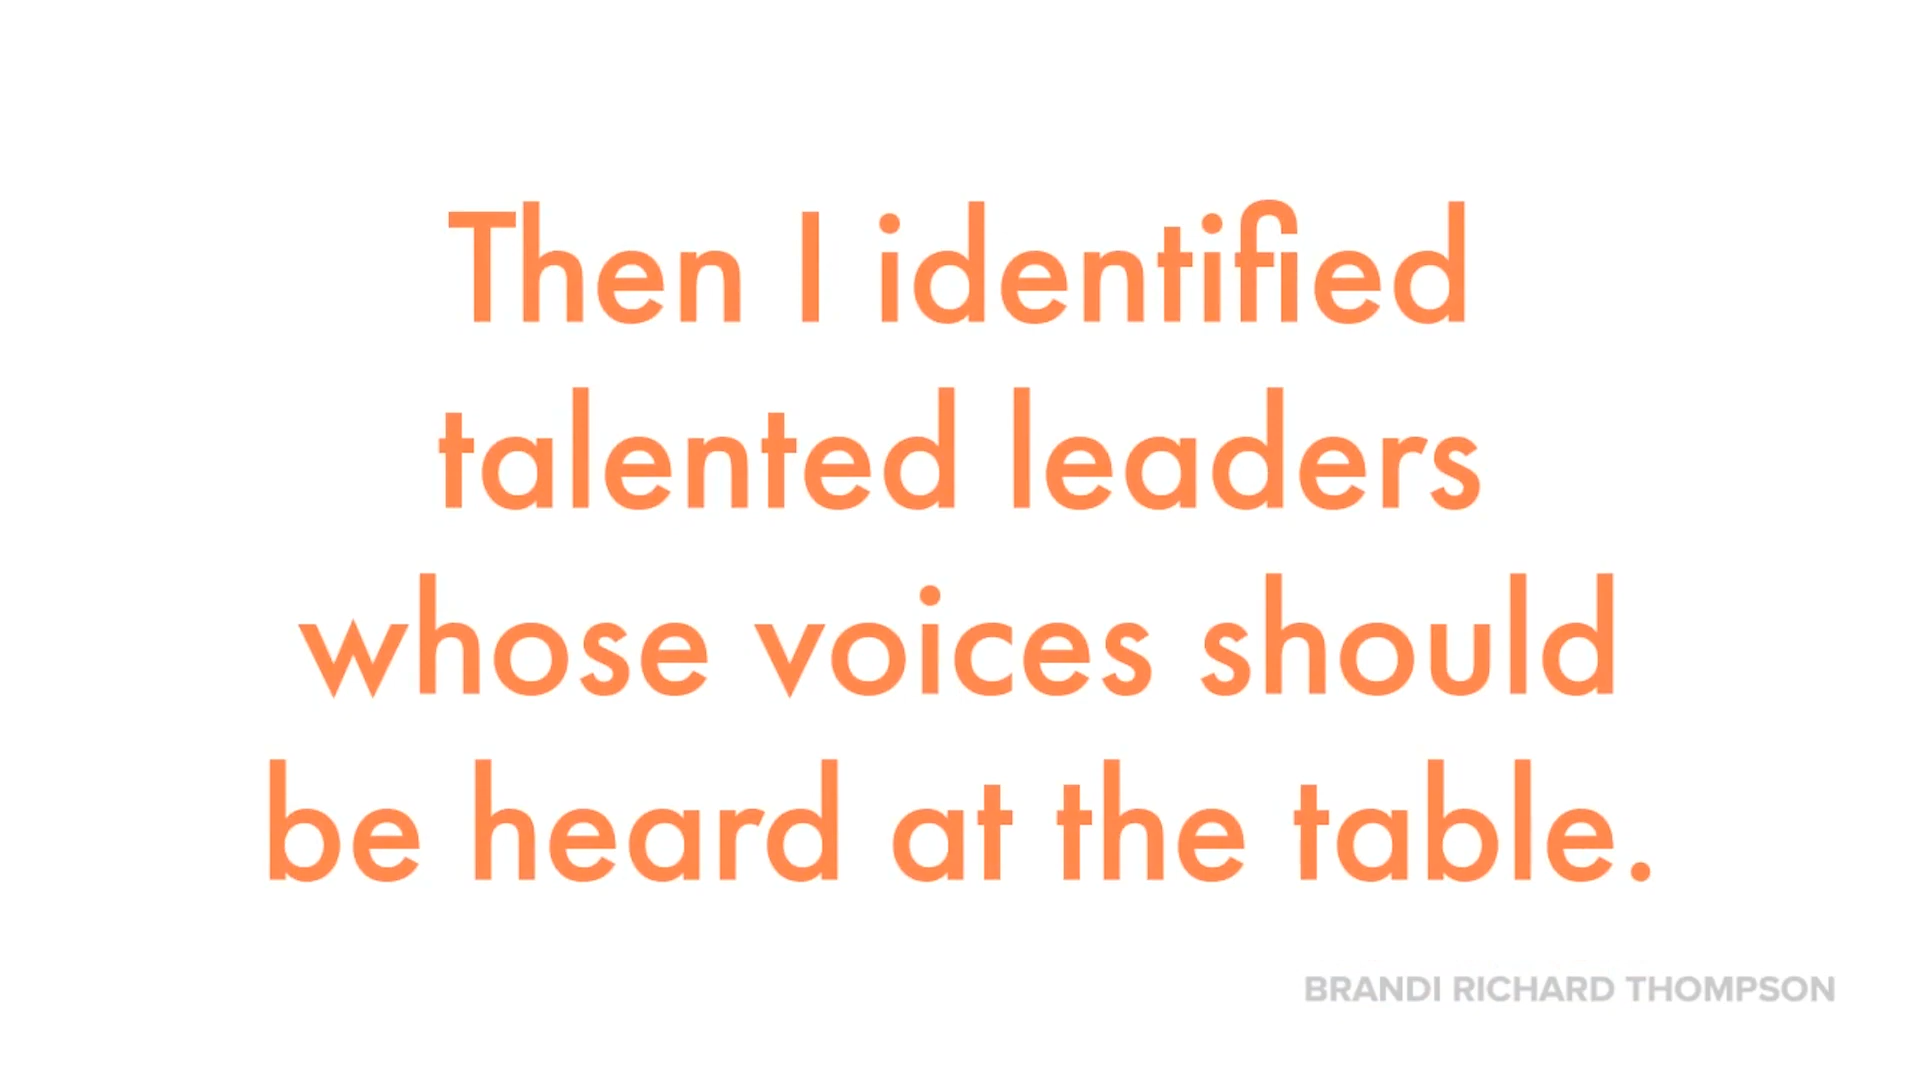 Then I identified
talented leaders
whose voices should
be heard at the table.
BRANDI RICHARD THOMPSON